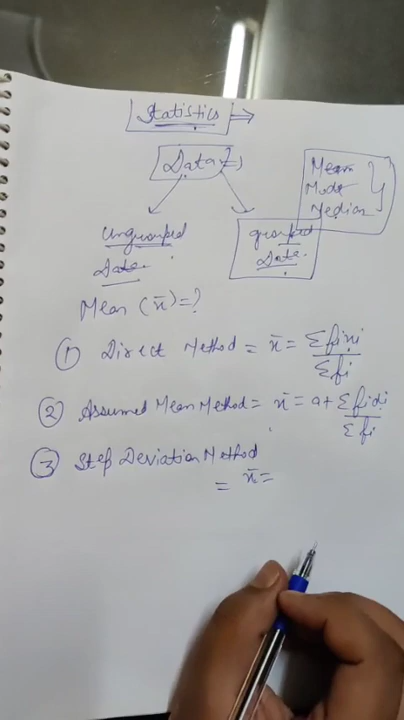 Statistics ⇒
Data ⇒
Mean
Mode
Median
ungrouped
Data.
grouped
Data.
Mean (x̄) = ?
① Direct Method = x̄ = Σfixi / Σfi
② Assumed Mean Method = x̄ = a + Σfidi / Σfi
③ Step Deviation Method
= x̄ =